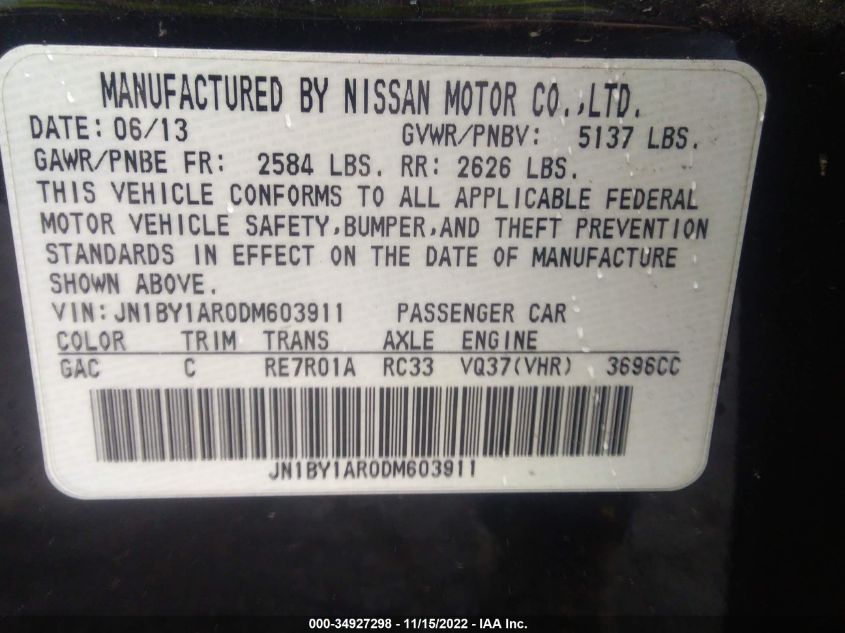 MANUFACTURED BY NISSAN MOTOR CO.,LTD.
DATE: 06/13 GVWR/PNBV: 5137 LBS.
GAWR/PNBE FR: 2584 LBS. RR: 2626 LBS.
THIS VEHICLE CONFORMS TO ALL APPLICABLE FEDERAL
MOTOR VEHICLE SAFETY,BUMPER,AND THEFT PREVENTION
STANDARDS IN EFFECT ON THE DATE OF MANUFACTURE
SHOWN ABOVE.
VIN:JN1BY1AR0DM603911 PASSENGER CAR
COLOR TRIM TRANS AXLE ENGINE
GAC C RE7R01A RC33 VQ37(VHR) 3696CC
JN1BY1AR0DM603911
000-34927298 - 11/15/2022 - IAA Inc.